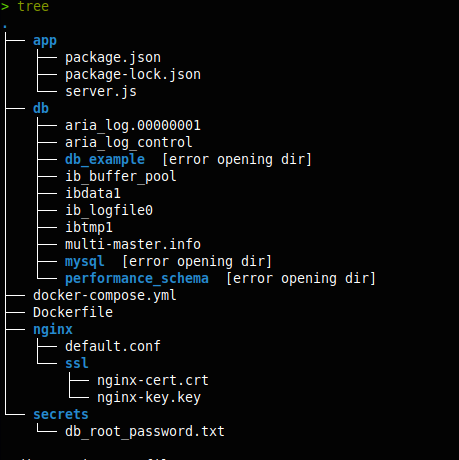 > tree
.
├── app
│   ├── package.json
│   ├── package-lock.json
│   └── server.js
├── db
│   ├── aria_log.00000001
│   ├── aria_log_control
│   ├── db_example  [error opening dir]
│   ├── ib_buffer_pool
│   ├── ibdata1
│   ├── ib_logfile0
│   ├── ibtmp1
│   ├── multi-master.info
│   ├── mysql  [error opening dir]
│   └── performance_schema  [error opening dir]
├── docker-compose.yml
├── Dockerfile
├── nginx
│   ├── default.conf
│   └── ssl
│       ├── nginx-cert.crt
│       └── nginx-key.key
└── secrets
    └── db_root_password.txt